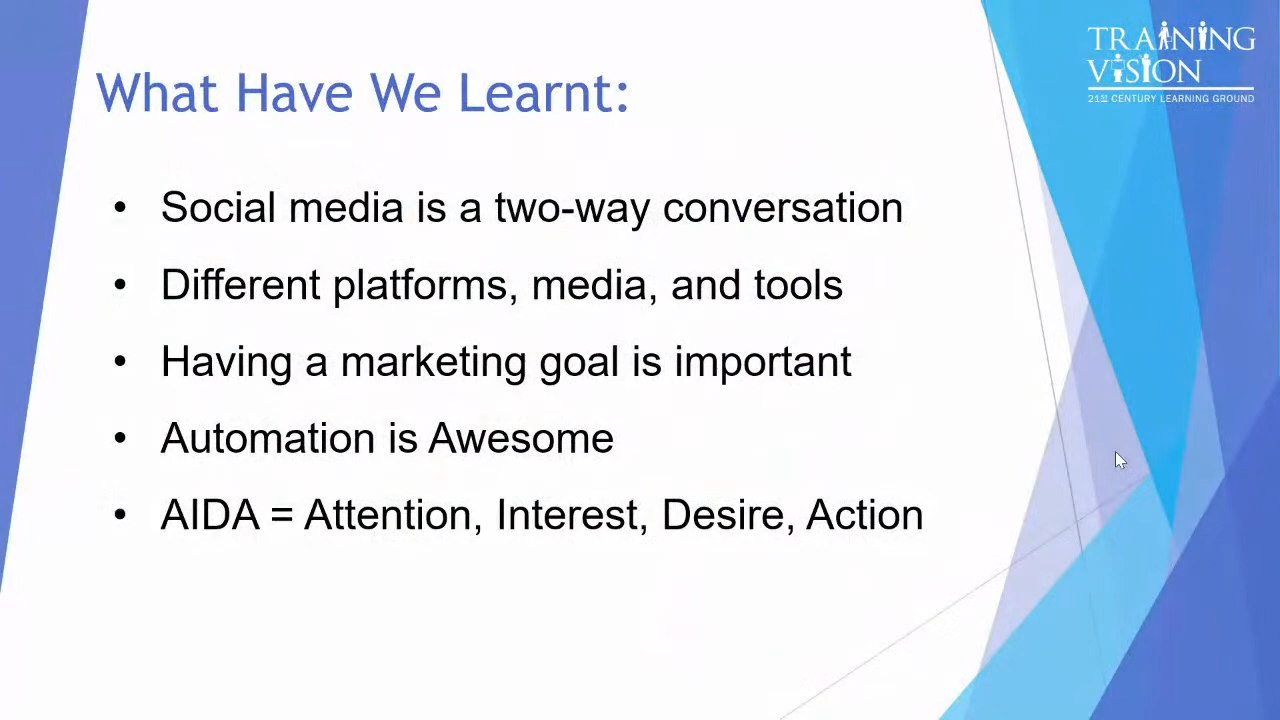 TRAINING
VISION
21ST CENTURY LEARNING GROUND
What Have We Learnt:
• Social media is a two-way conversation
• Different platforms, media, and tools
• Having a marketing goal is important
• Automation is Awesome
• AIDA = Attention, Interest, Desire, Action